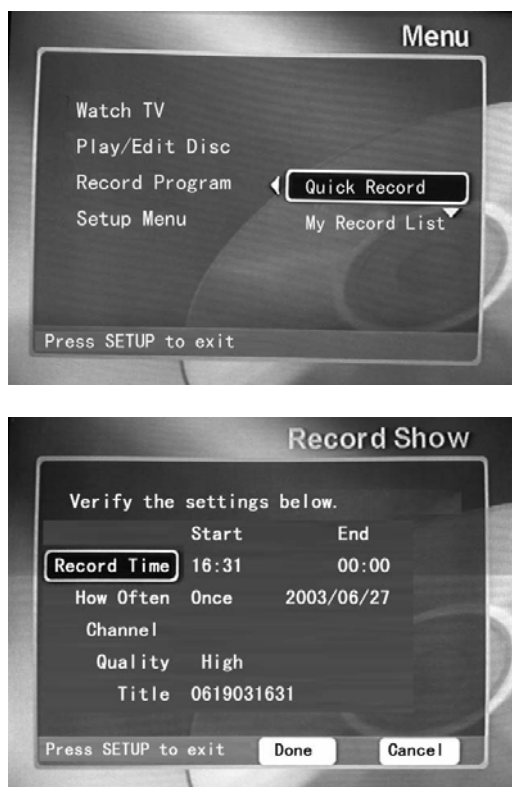 Menu
Watch TV
Play/Edit Disc
Record Program
Quick Record
Setup Menu
My Record List
Press SETUP to exit
Record Show
Verify the settings below.
Start End
Record Time 16:31 00:00
How Often Once 2003/06/27
Channel
Quality High
Title 0619031631
Press SETUP to exit Done Cancel